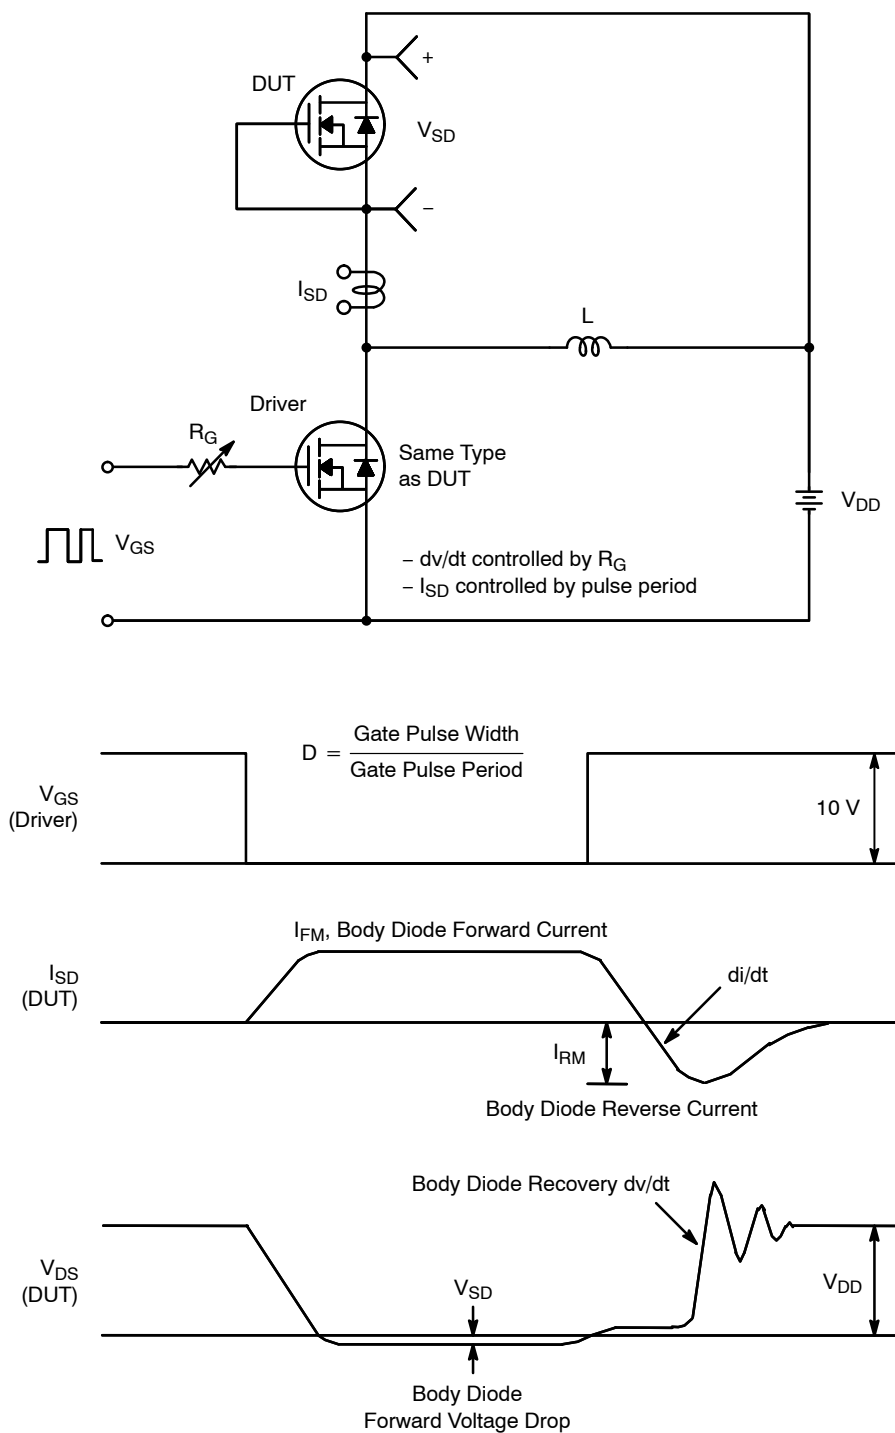 +
DUT
V_SD
−
I_SD
L
Driver
R_G
Same Type
as DUT
V_DD
V_GS
− dv/dt controlled by R_G
− I_SD controlled by pulse period
D = Gate Pulse Width
Gate Pulse Period
V_GS
(Driver)
10 V
I_FM, Body Diode Forward Current
I_SD
(DUT)
di/dt
I_RM
Body Diode Reverse Current
Body Diode Recovery dv/dt
V_DS
(DUT)
V_SD
V_DD
Body Diode
Forward Voltage Drop